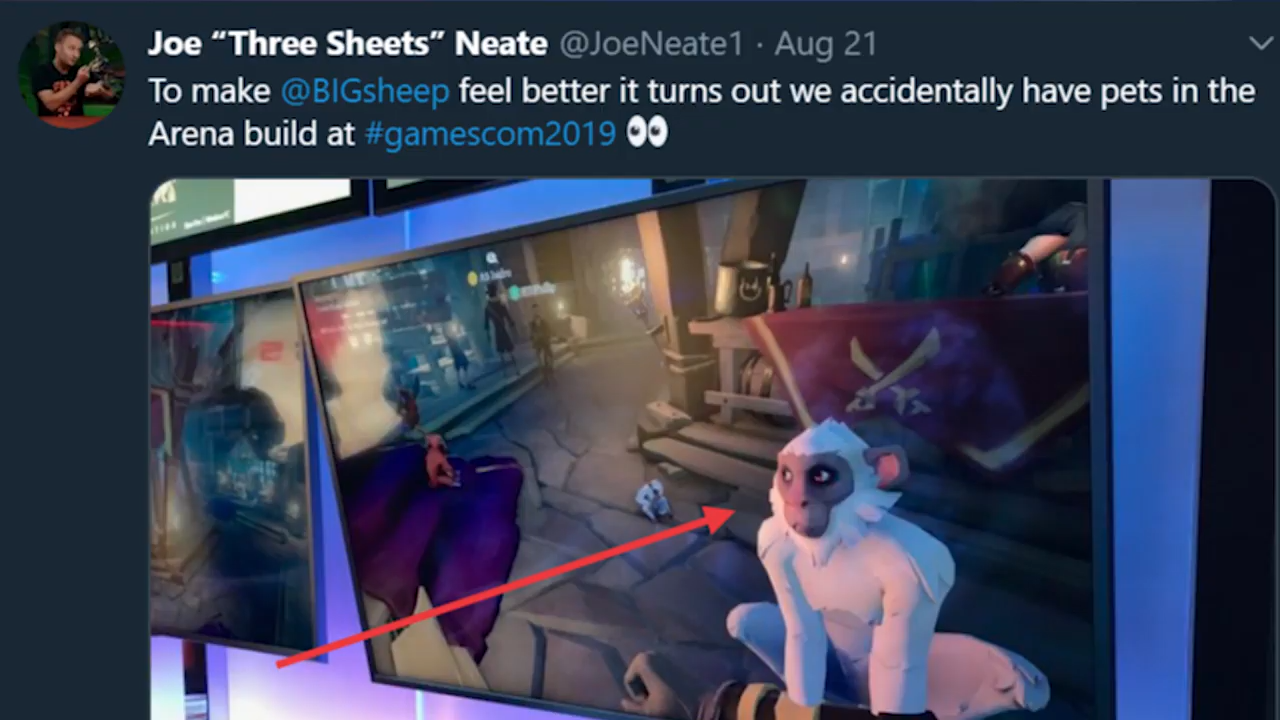 Joe “Three Sheets” Neate @JoeNeate1 · Aug 21
To make @BIGsheep feel better it turns out we accidentally have pets in the
Arena build at #gamescom2019 👀